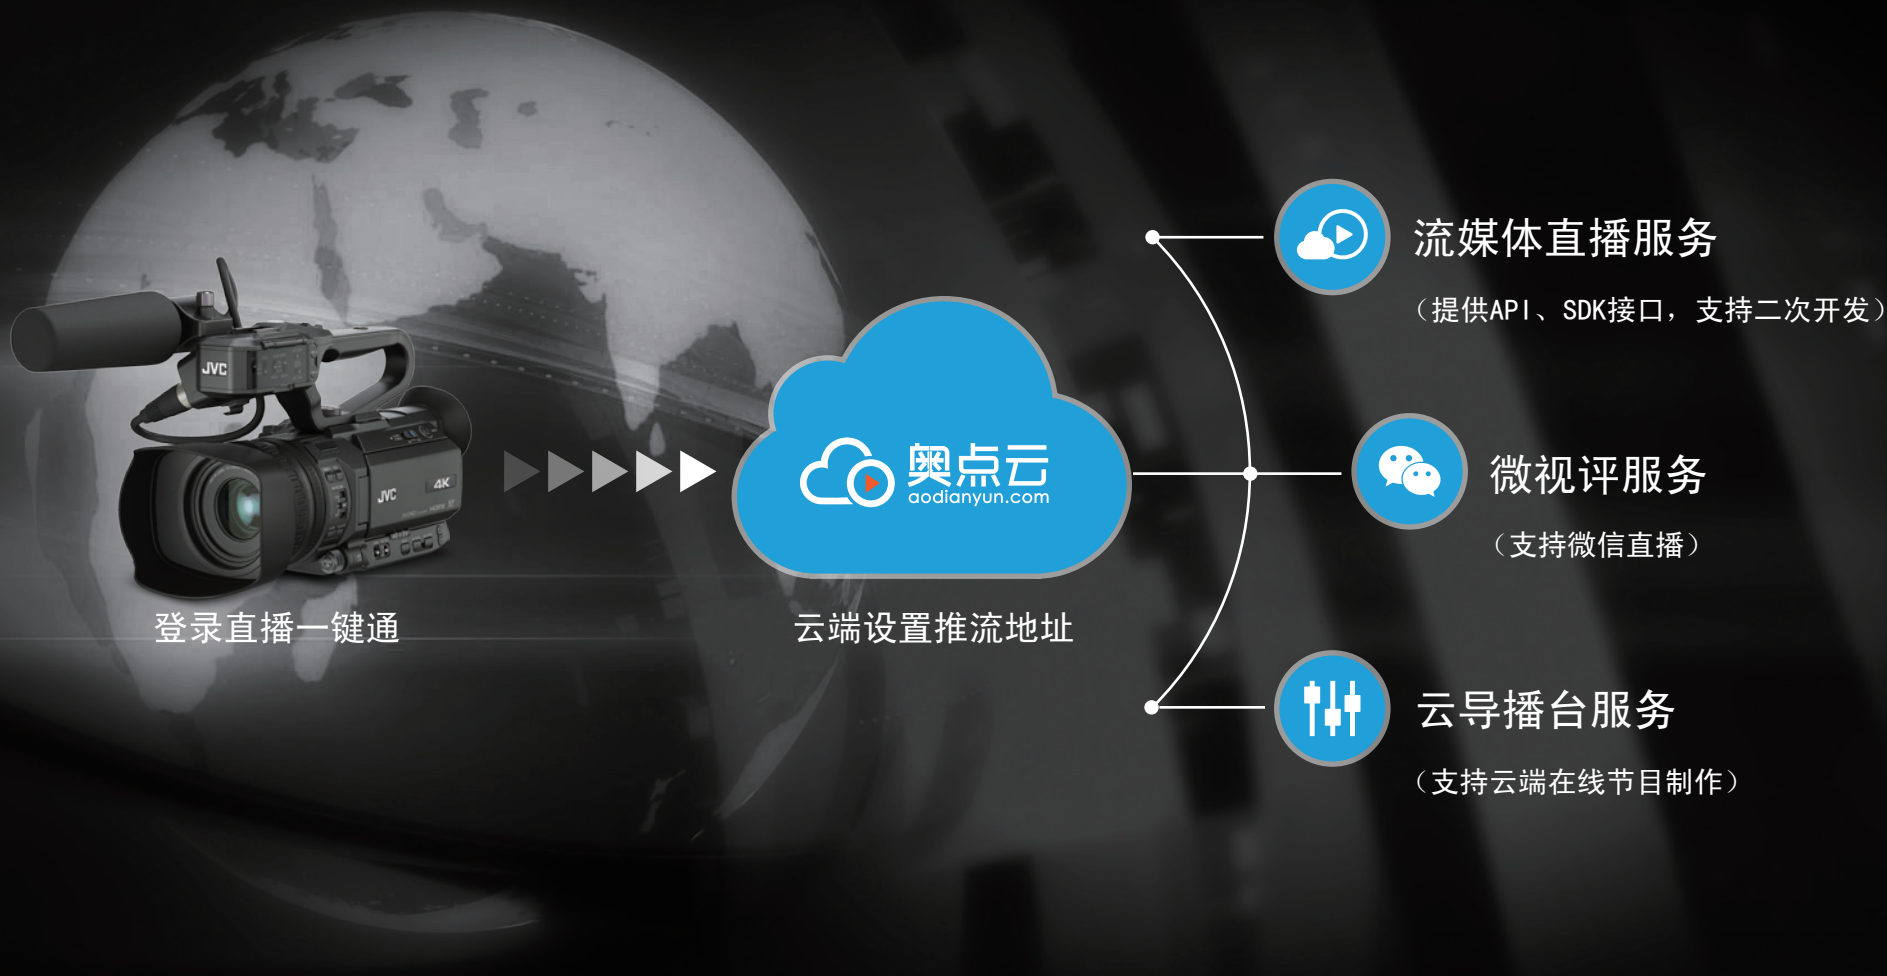 JVC
JVC
4K
登录直播一键通
奥点云
aodianyun.com
云端设置推流地址
流媒体直播服务
（提供API、SDK接口，支持二次开发）
微视评服务
（支持微信直播）
云导播台服务
（支持云端在线节目制作）